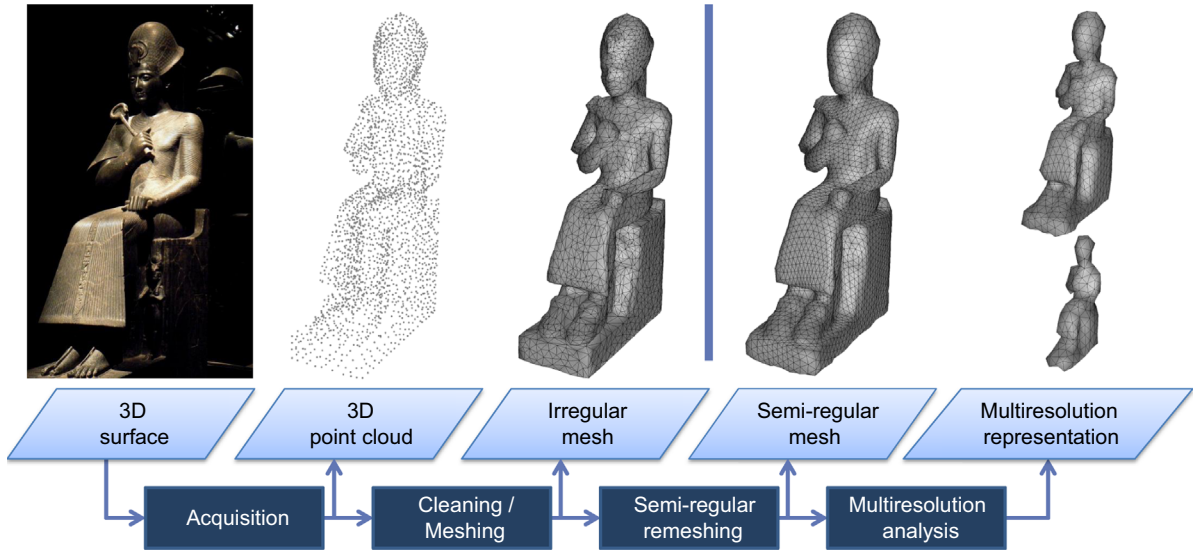 3D
surface
3D
point cloud
Irregular
mesh
Semi-regular
mesh
Multiresolution
representation
Acquisition
Cleaning /
Meshing
Semi-regular
remeshing
Multiresolution
analysis